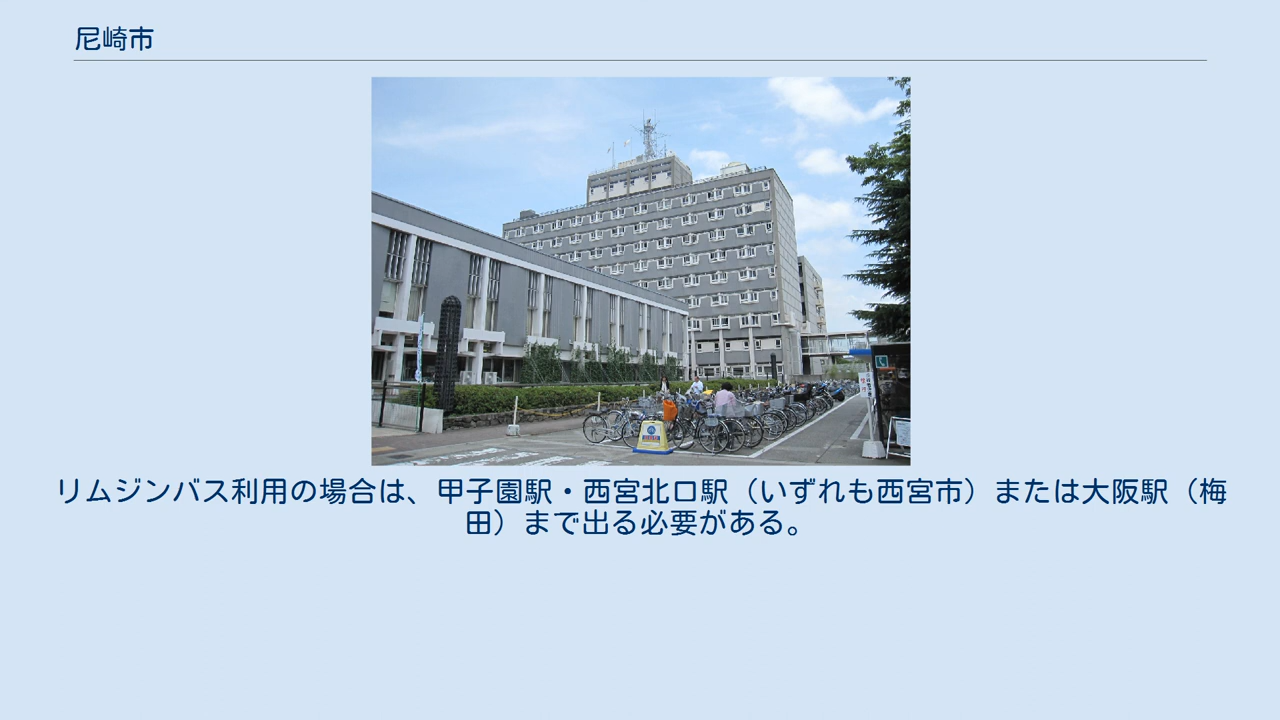 尼崎市
リムジンバス利用の場合は、甲子園駅・西宮北口駅（いずれも西宮市）または大阪駅（梅
田）まで出る必要がある。